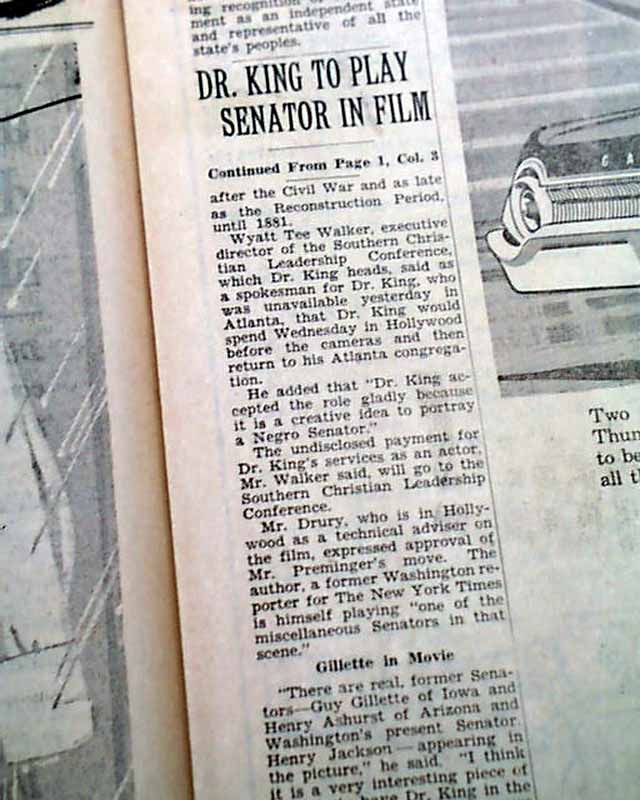 ing recognition
ment as an independent state
and representative of all the
state's peoples.
DR. KING TO PLAY
SENATOR IN FILM
Continued From Page 1, Col. 3
after the Civil War and as late
as the Reconstruction Period,
until 1881.
Wyatt Tee Walker, executive
director of the Southern Chris-
tian Leadership Conference,
which Dr. King heads, said as
a spokesman for Dr. King, who
was unavailable yesterday in
Atlanta, that Dr. King would
spend Wednesday in Hollywood
before the cameras and then
return to his Atlanta congrega-
tion.
He added that "Dr. King ac-
cepted the role gladly because
it is a creative idea to portray
a Negro Senator."
The undisclosed payment for
Dr. King's services as an actor,
Mr. Walker said, will go to the
Southern Christian Leadership
Conference.
Mr. Drury, who is in Holly-
wood as a technical adviser on
the film, expressed approval of
Mr. Preminger's move. The
author, a former Washington re-
porter for The New York Times
is himself playing "one of the
miscellaneous Senators in that
scene."
Gillette in Movie
"There are real, former Sena-
tors—Guy Gillette of Iowa and
Henry Ashurst of Arizona and
Washington's present Senator
Henry Jackson—appearing in
the picture," he said. "I think
it is a very interesting piece of
have Dr. King in the
G A
Two
Thun
to be
all t